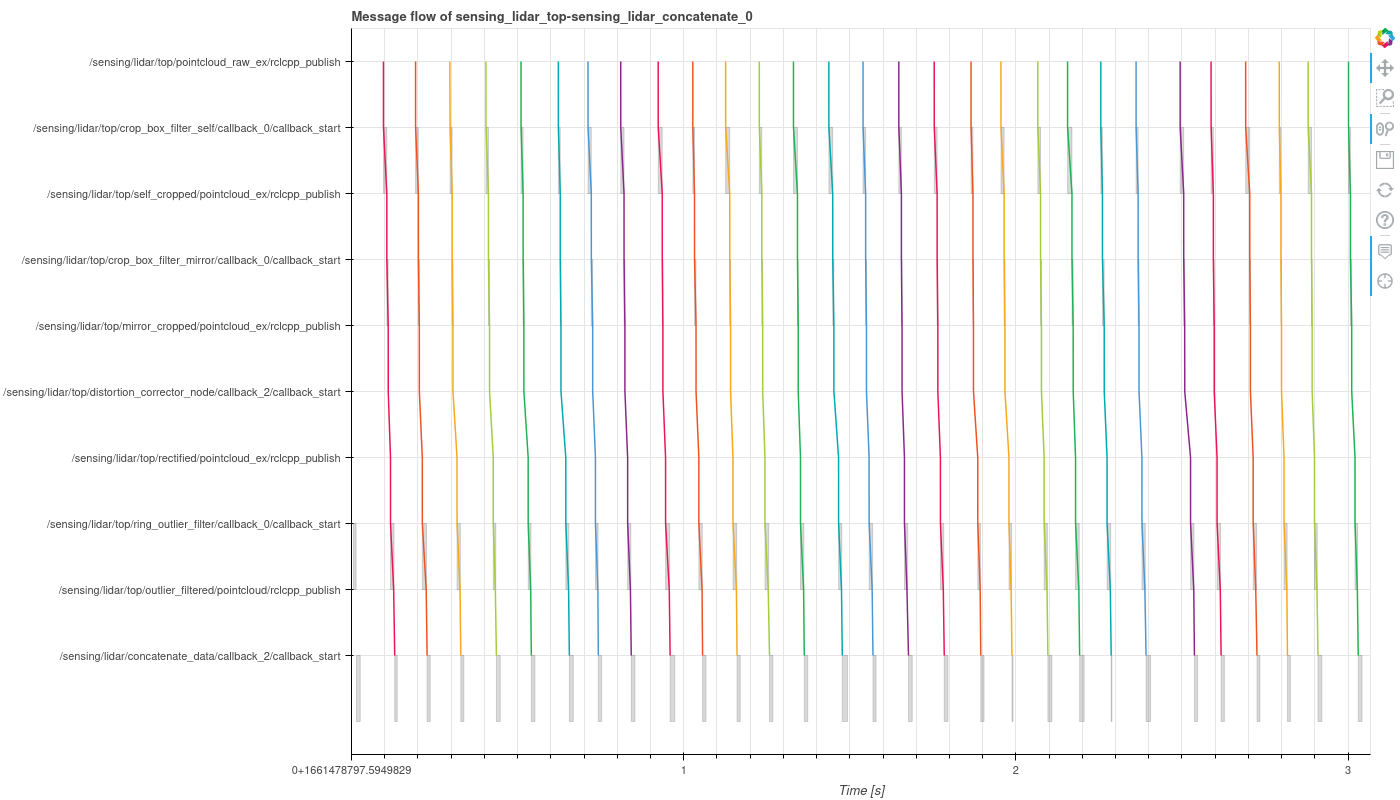 Message flow of sensing_lidar_top-sensing_lidar_concatenate_0
/sensing/lidar/top/pointcloud_raw_ex/rclcpp_publish
/sensing/lidar/top/crop_box_filter_self/callback_0/callback_start
/sensing/lidar/top/self_cropped/pointcloud_ex/rclcpp_publish
/sensing/lidar/top/crop_box_filter_mirror/callback_0/callback_start
/sensing/lidar/top/mirror_cropped/pointcloud_ex/rclcpp_publish
/sensing/lidar/top/distortion_corrector_node/callback_2/callback_start
/sensing/lidar/top/rectified/pointcloud_ex/rclcpp_publish
/sensing/lidar/top/ring_outlier_filter/callback_0/callback_start
/sensing/lidar/top/outlier_filtered/pointcloud/rclcpp_publish
/sensing/lidar/concatenate_data/callback_2/callback_start
0+1661478797.5949829 1 2 3
Time [s]